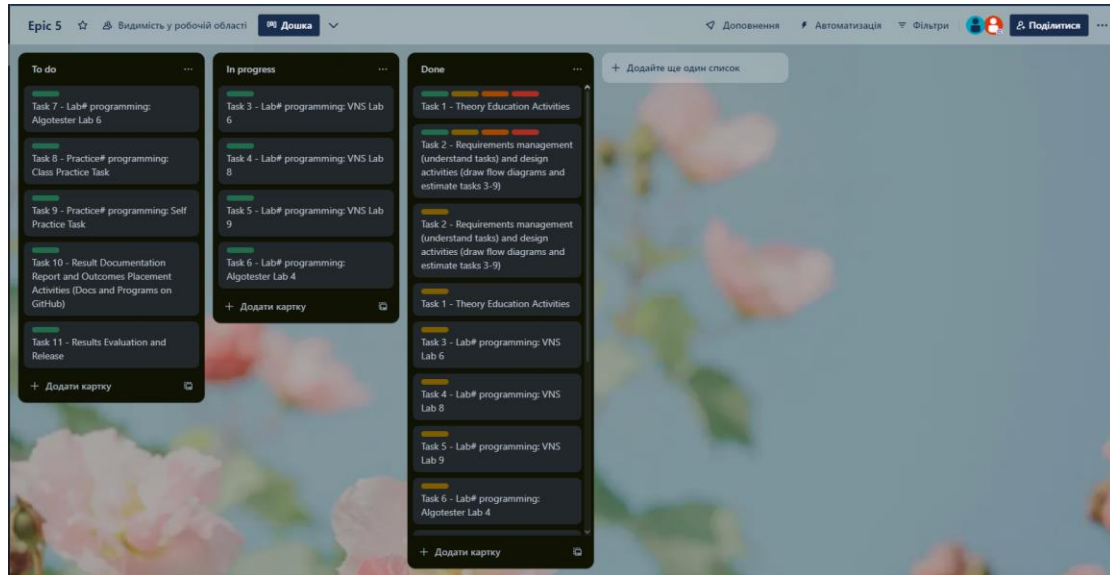 Epic 5
Видимість у робочій області
Дошка
Доповнення
Автоматизація
Фільтри
Поділитися
To do
Task 7 - Lab# programming:
Algotester Lab 6
Task 8 - Practice# programming:
Class Practice Task
Task 9 - Practice# programming: Self
Practice Task
Task 10 - Result Documentation
Report and Outcomes Placement
Activities (Docs and Programs on
GitHub)
Task 11 - Results Evaluation and
Release
+ Додати картку
In progress
Task 3 - Lab# programming: VNS Lab
6
Task 4 - Lab# programming: VNS Lab
8
Task 5 - Lab# programming: VNS Lab
9
Task 6 - Lab# programming:
Algotester Lab 4
+ Додати картку
Done
Task 1 - Theory Education Activities
Task 2 - Requirements management
(understand tasks) and design
activities (draw flow diagrams and
estimate tasks 3-9)
Task 2 - Requirements management
(understand tasks) and design
activities (draw flow diagrams and
estimate tasks 3-9)
Task 1 - Theory Education Activities
Task 3 - Lab# programming: VNS
Lab 6
Task 4 - Lab# programming: VNS
Lab 8
Task 5 - Lab# programming: VNS
Lab 9
Task 6 - Lab# programming:
Algotester Lab 4
+ Додати картку
+ Додайте ще один список